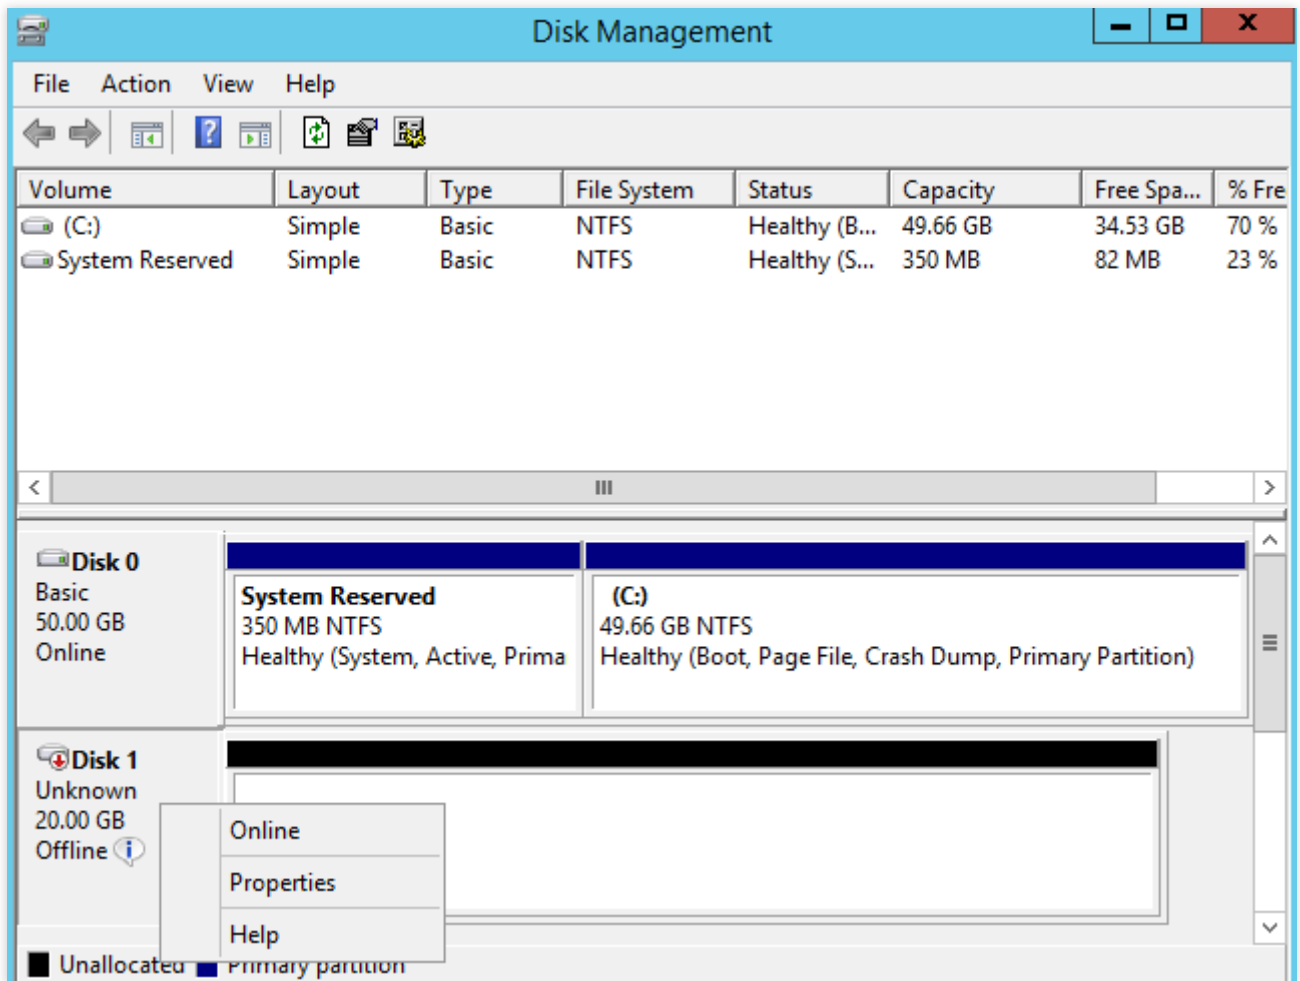 Disk Management
File Action View Help
Volume Layout Type File System Status Capacity Free Spa... % Fre
(C:) Simple Basic NTFS Healthy (B... 49.66 GB 34.53 GB 70 %
System Reserved Simple Basic NTFS Healthy (S... 350 MB 82 MB 23 %
Disk 0
Basic
50.00 GB
Online
System Reserved
350 MB NTFS
Healthy (System, Active, Prima
(C:)
49.66 GB NTFS
Healthy (Boot, Page File, Crash Dump, Primary Partition)
Disk 1
Unknown
20.00 GB
Offline
Online
Properties
Help
Unallocated Primary partition